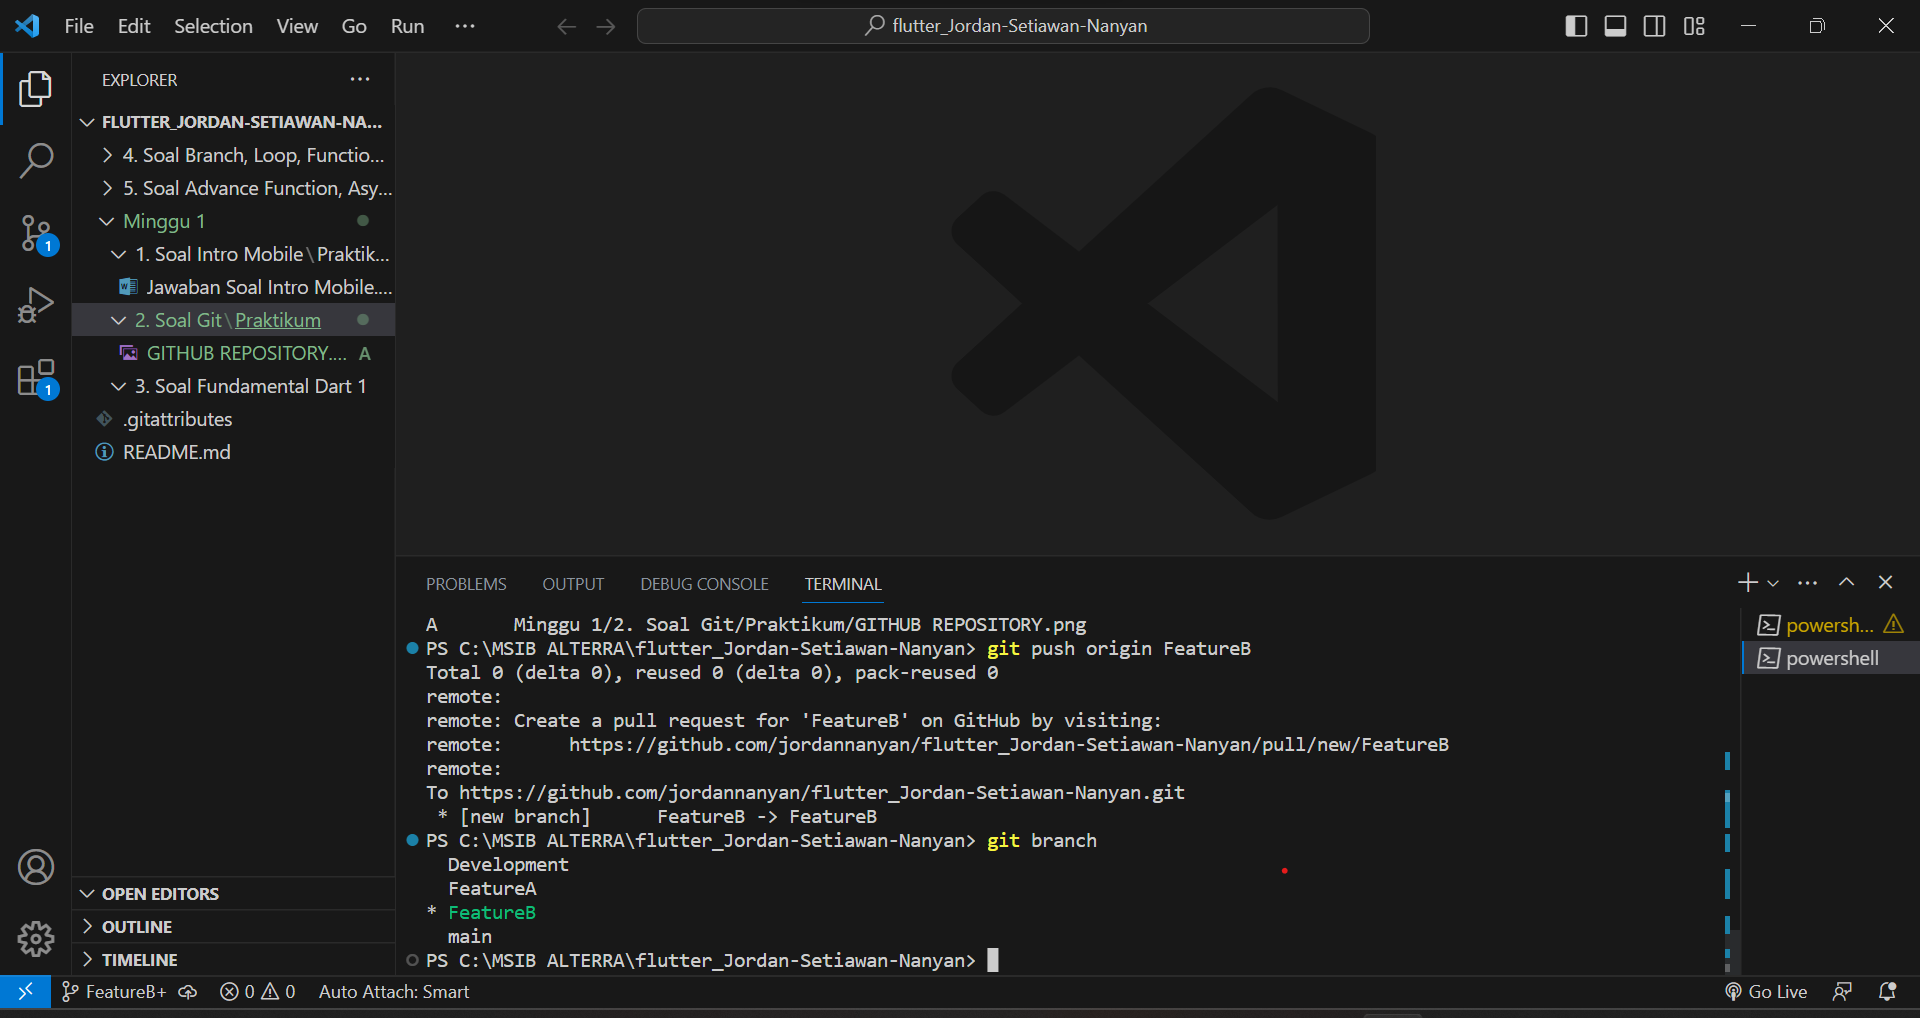 File Edit Selection View Go Run ···
flutter_Jordan-Setiawan-Nanyan
EXPLORER ···
FLUTTER_JORDAN-SETIAWAN-NA...
4. Soal Branch, Loop, Functio...
5. Soal Advance Function, Asy...
Minggu 1
1. Soal Intro Mobile\Praktik...
Jawaban Soal Intro Mobile....
2. Soal Git\Praktikum
GITHUB REPOSITORY.... A
3. Soal Fundamental Dart 1
.gitattributes
README.md
1
1
OPEN EDITORS
OUTLINE
TIMELINE
PROBLEMS OUTPUT DEBUG CONSOLE TERMINAL
A       Minggu 1/2. Soal Git/Praktikum/GITHUB REPOSITORY.png
PS C:\MSIB ALTERRA\flutter_Jordan-Setiawan-Nanyan> git push origin FeatureB
Total 0 (delta 0), reused 0 (delta 0), pack-reused 0
remote:
remote: Create a pull request for 'FeatureB' on GitHub by visiting:
remote:      https://github.com/jordannanyan/flutter_Jordan-Setiawan-Nanyan/pull/new/FeatureB
remote:
To https://github.com/jordannanyan/flutter_Jordan-Setiawan-Nanyan.git
 * [new branch]      FeatureB -> FeatureB
PS C:\MSIB ALTERRA\flutter_Jordan-Setiawan-Nanyan> git branch
  Development
  FeatureA
* FeatureB
  main
PS C:\MSIB ALTERRA\flutter_Jordan-Setiawan-Nanyan>
powersh...
powershell
FeatureB+ 0 0 Auto Attach: Smart
Go Live